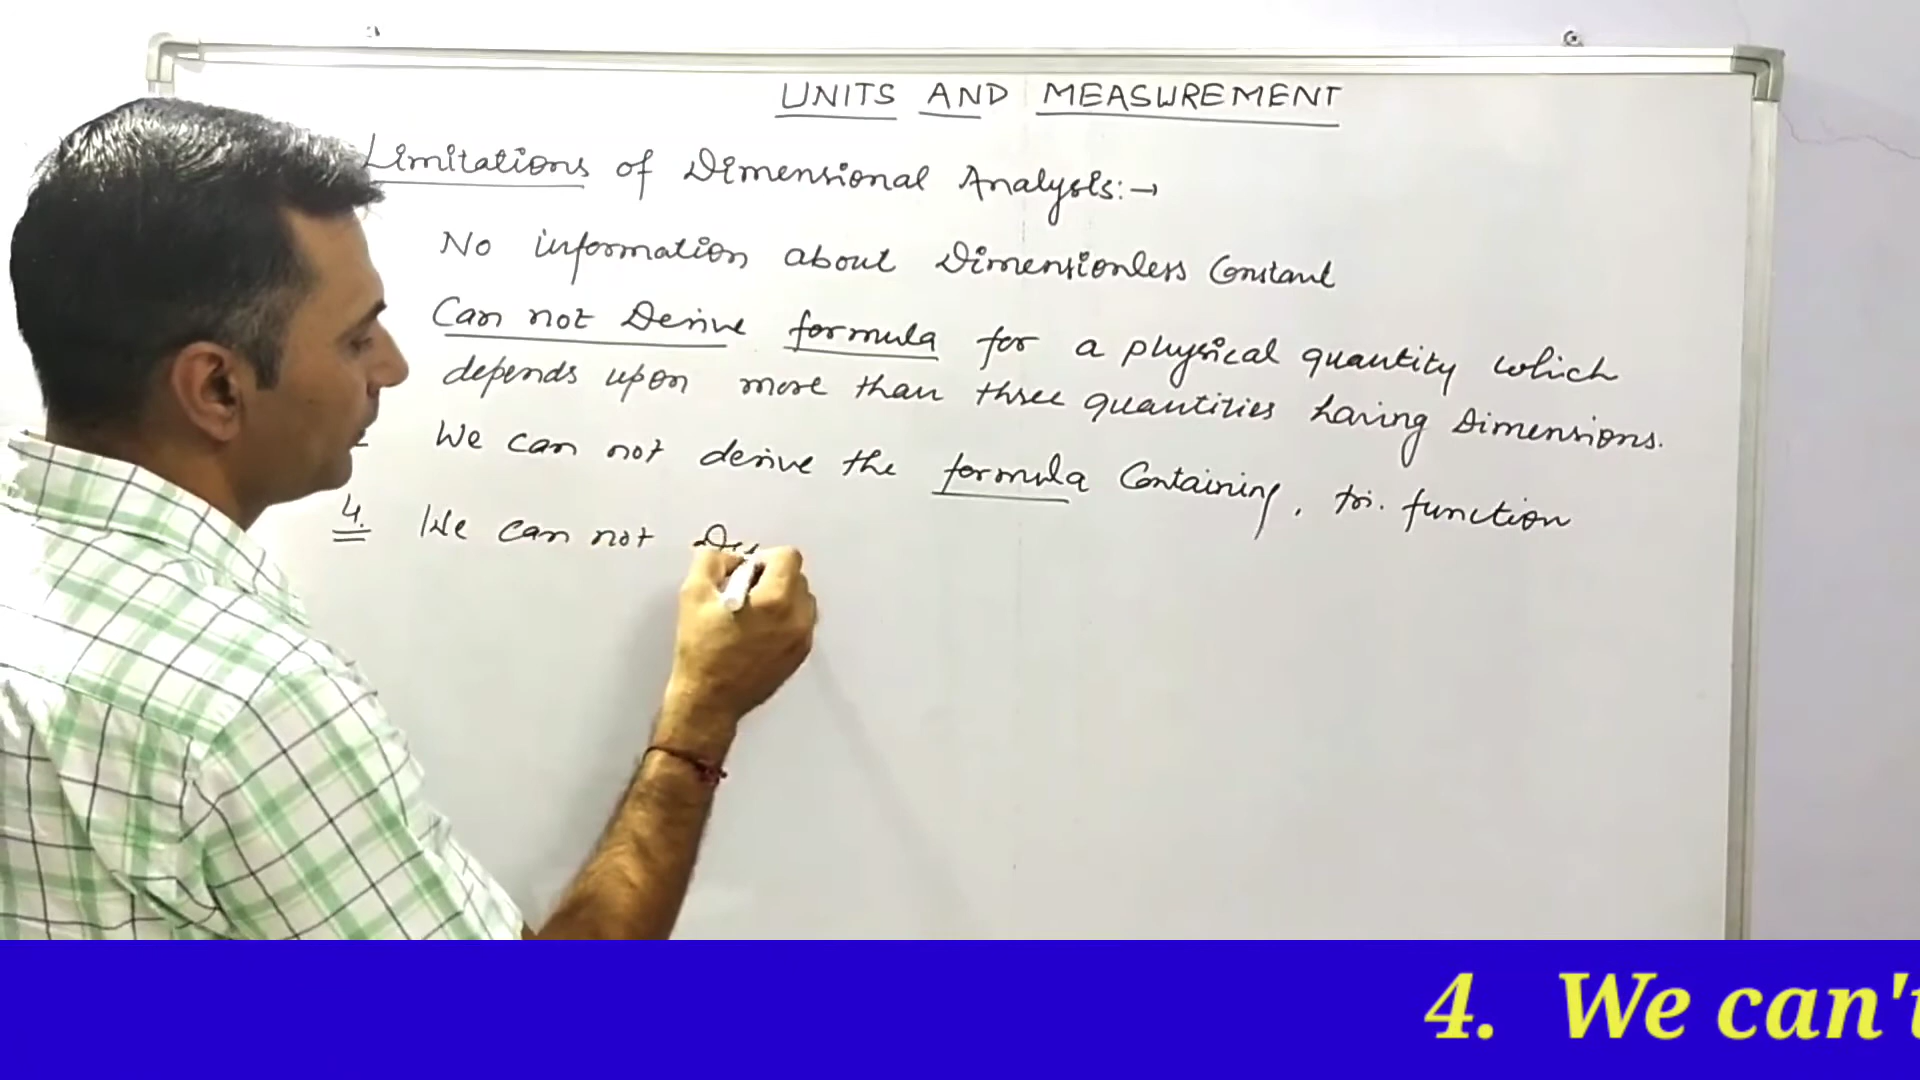 UNITS AND MEASUREMENT
Limitations of Dimensional Analysis:→
No information about Dimensionless Constant
Can not Derive formula for a physical quantity which
depends upon more than three quantities having Dimensions.
We can not derive the formula Containing, tri. function
4. We can not
4. We can't